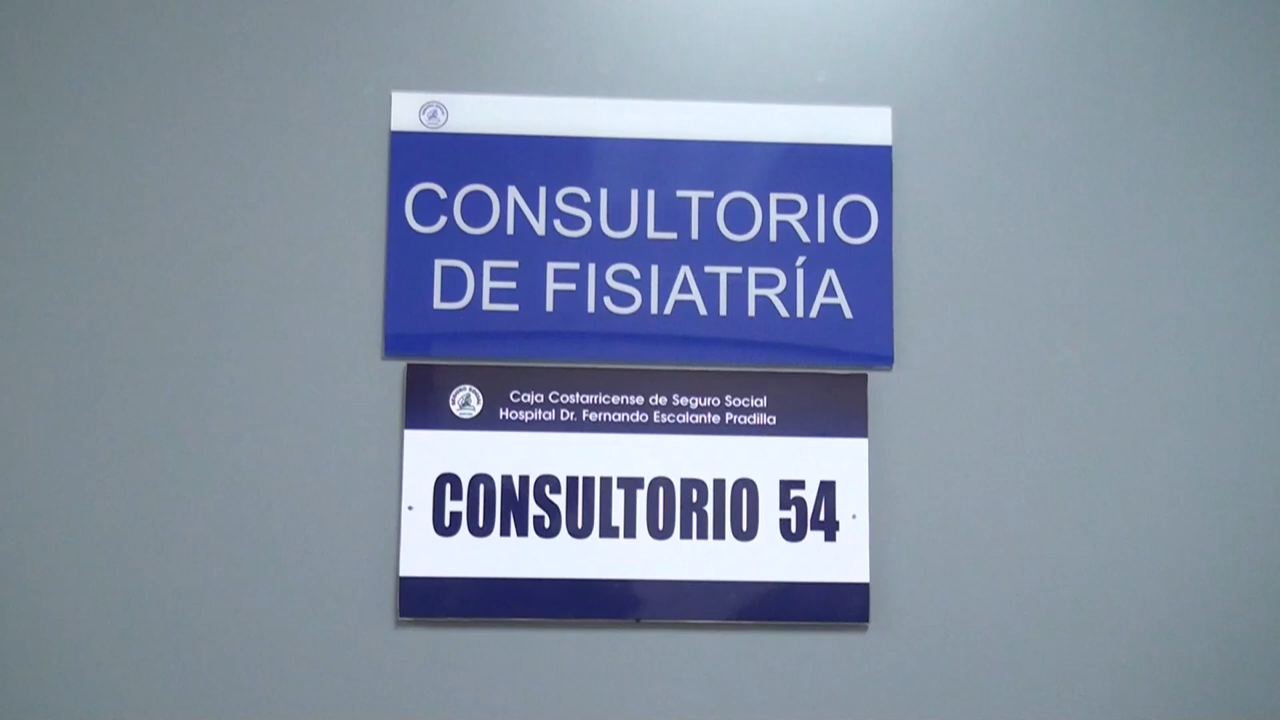 CONSULTORIO
DE FISIATRÍA
Caja Costarricense de Seguro Social
Hospital Dr. Fernando Escalante Pradilla
CONSULTORIO 54